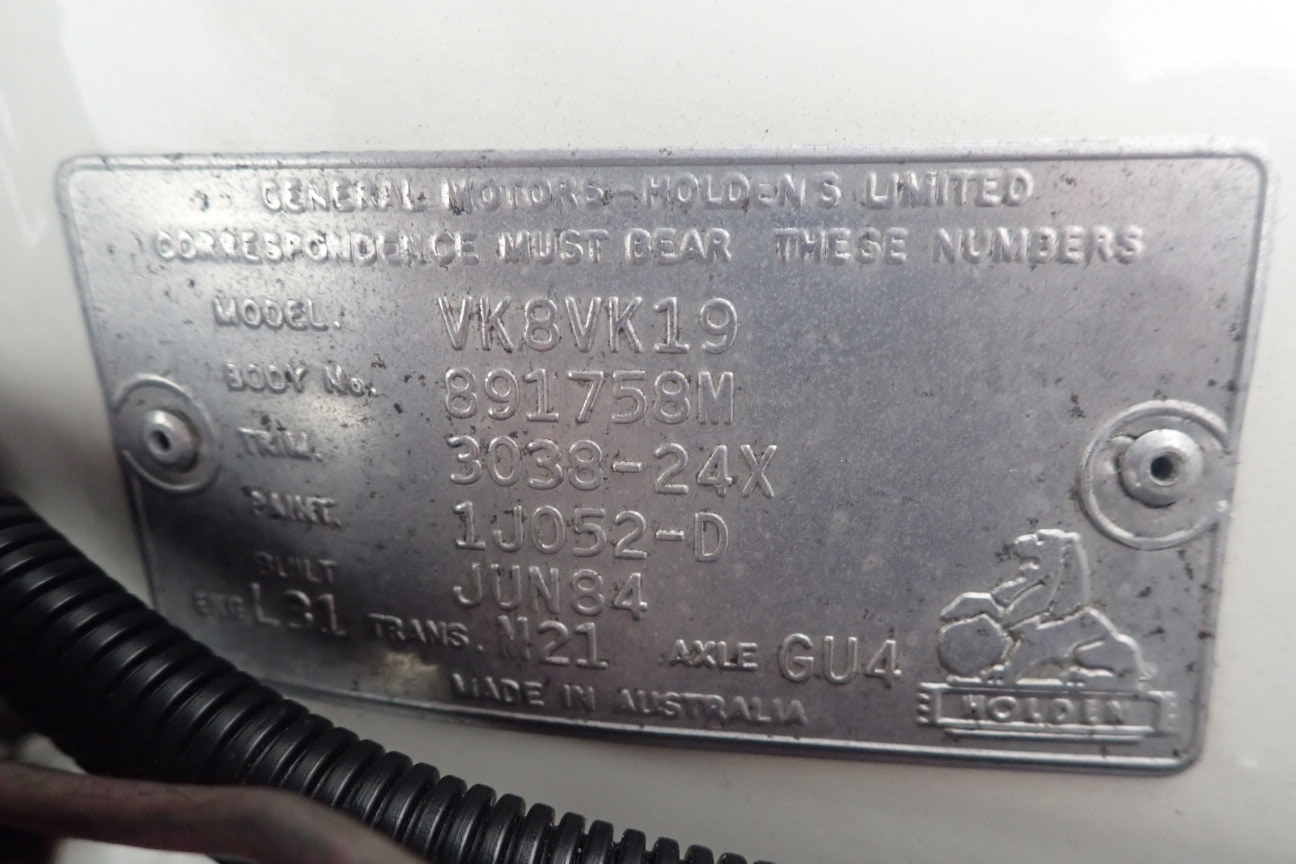 GENERAL MOTORS-HOLDEN'S LIMITED
CORRESPONDENCE MUST BEAR THESE NUMBERS
MODEL. VK8VK19
BODY No. 891758M
TRIM. 3038-24X
PAINT. 1J052-D
BUILT JUN84
ENG L31 TRANS. M21 AXLE GU4
MADE IN AUSTRALIA
HOLDEN